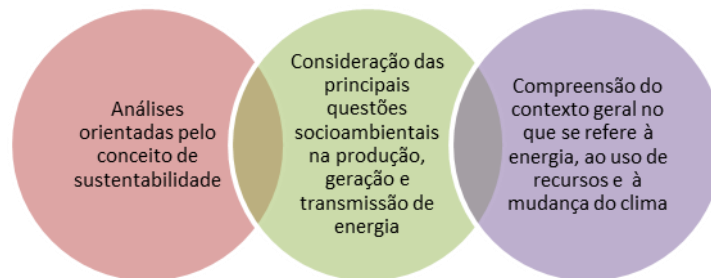 Análises
orientadas pelo
conceito de
sustentabilidade
Consideração das
principais
questões
socioambientais
na produção,
geração e
transmissão de
energia
Compreensão do
contexto geral no
que se refere à
energia, ao uso de
recursos e à
mudança do clima